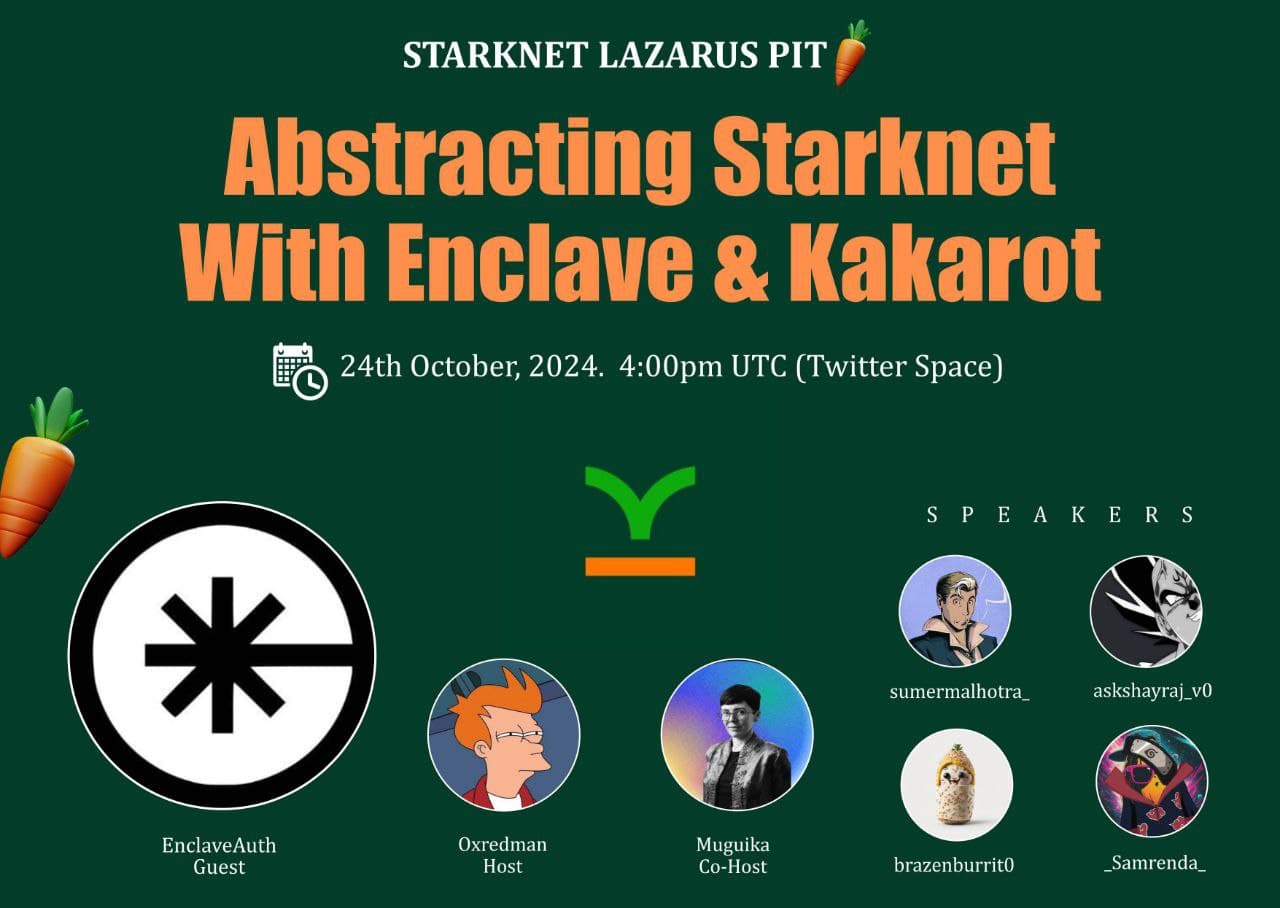 STARKNET LAZARUS PIT
Abstracting Starknet
With Enclave & Kakarot
24th October, 2024. 4:00pm UTC (Twitter Space)
SPEAKERS
sumermalhotra_
askshayraj_v0
EnclaveAuth
Guest
Oxredman
Host
Muguika
Co-Host
brazenburrit0
_Samrenda_